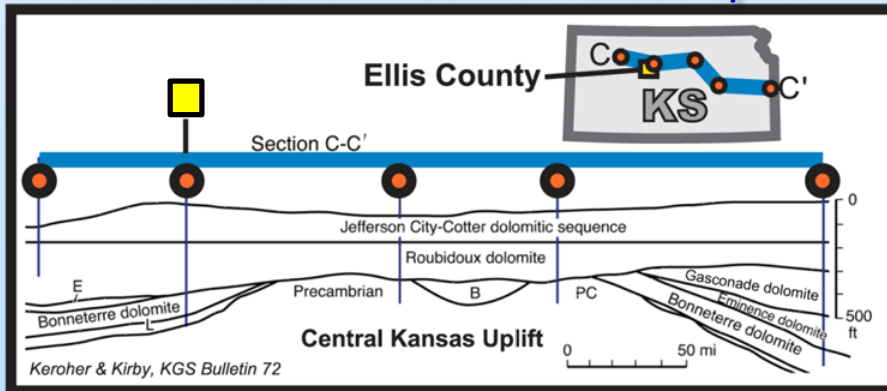 C
C'
Ellis County
KS
Section C-C'
0
Jefferson City-Cotter dolomitic sequence
Roubidoux dolomite
E
Gasconade dolomite
Precambrian
B
PC
Eminence dolomite
Bonneterre dolomite
Bonneterre dolomite
L
500
ft
Central Kansas Uplift
0
50 mi
Keroher & Kirby, KGS Bulletin 72